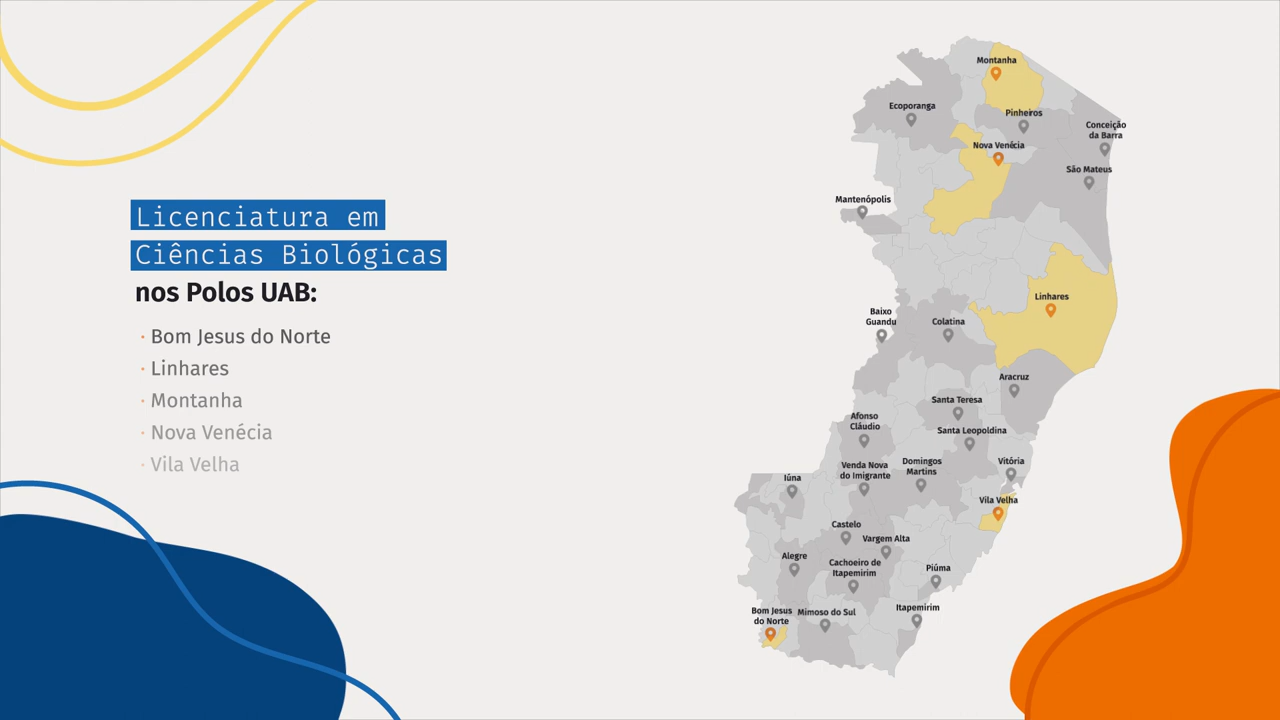 Licenciatura em
Ciências Biológicas
nos Polos UAB:
· Bom Jesus do Norte
· Linhares
· Montanha
· Nova Venécia
· Vila Velha
Montanha
Ecoporanga
Pinheiros
Conceição
da Barra
Nova Venécia
São Mateus
Mantenópolis
Linhares
Baixo
Guandu
Colatina
Aracruz
Santa Teresa
Afonso
Cláudio
Santa Leopoldina
Venda Nova
do Imigrante
Domingos
Martins
Vitória
Iúna
Vila Velha
Castelo
Vargem Alta
Alegre
Cachoeiro de
Itapemirim
Piúma
Bom Jesus
do Norte
Mimoso do Sul
Itapemirim